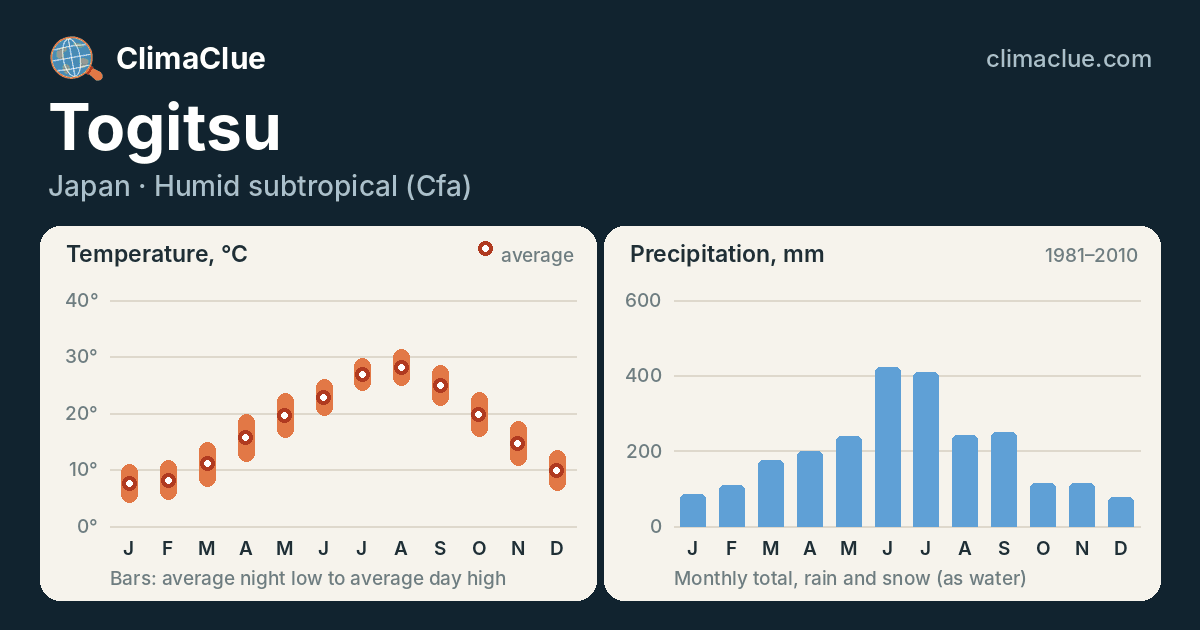 ClimaClue
climaclue.com
Togitsu
Japan · Humid subtropical (Cfa)
Temperature, °C
average
40°
30°
20°
10°
0°
J F M A M J J A S O N D
Bars: average night low to average day high
Precipitation, mm
1981–2010
600
400
200
0
J F M A M J J A S O N D
Monthly total, rain and snow (as water)